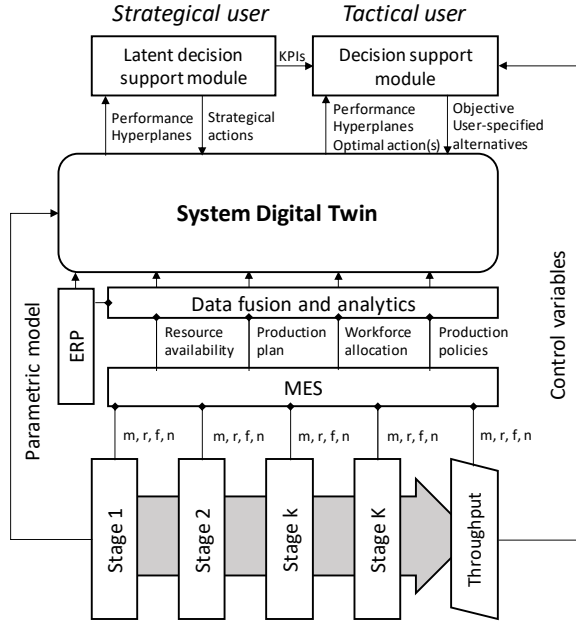 Strategical user
Tactical user
Latent decision
support module
KPIs
Decision support
module
Performance
Hyperplanes
Strategical
actions
Performance
Hyperplanes
Optimal action(s)
Objective
User-specified
alternatives
System Digital Twin
Parametric model
ERP
Data fusion and analytics
Control variables
Resource
availability
Production
plan
Workforce
allocation
Production
policies
MES
m, r, f, n
m, r, f, n
m, r, f, n
m, r, f, n
m, r, f, n
Stage 1
Stage 2
Stage k
Stage K
Throughput